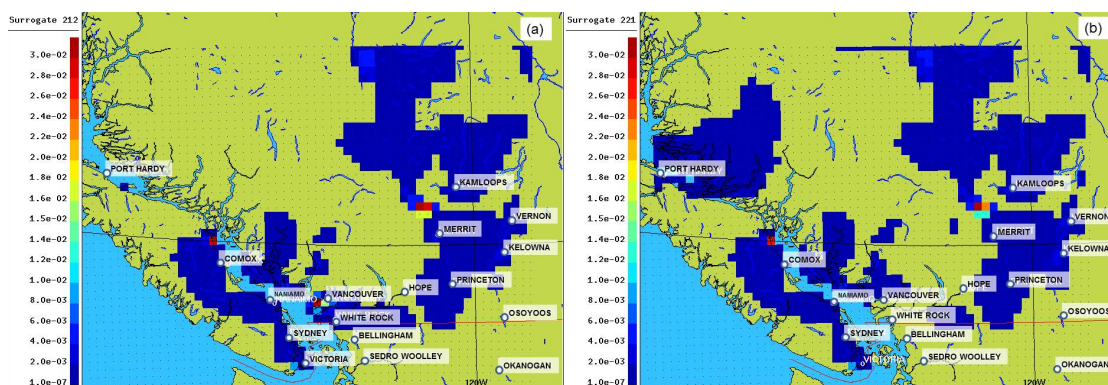 Surrogate 212
(a)
3.0e-02
2.8e-02
2.6e-02
2.4e-02
2.2e-02
2.0e-02
1.8e-02
1.6e-02
1.5e-02
1.4e-02
1.2e-02
1.0e-02
8.0e-03
6.0e-03
4.0e-03
2.0e-03
1.0e-07
PORT HARDY
KAMLOOPS
VERNON
MERRIT
KELOWNA
COMOX
PRINCETON
HOPE
NANIAMO
VANCOUVER
WHITE ROCK
OSOYOOS
SYDNEY
BELLINGHAM
VICTORIA
SEDRO WOOLLEY
OKANOGAN
120W
Surrogate 221
(b)
3.0e-02
2.8e-02
2.6e-02
2.4e-02
2.2e-02
2.0e-02
1.8e-02
1.6e-02
1.5e-02
1.4e-02
1.2e-02
1.0e-02
8.0e-03
6.0e-03
4.0e-03
2.0e-03
1.0e-07
PORT HARDY
KAMLOOPS
VERNON
MERRIT
KELOWNA
COMOX
PRINCETON
HOPE
NANIAMO
VANCOUVER
WHITE ROCK
OSOYOOS
SYDNEY
BELLINGHAM
VICTORIA
SEDRO WOOLLEY
OKANOGAN
120W